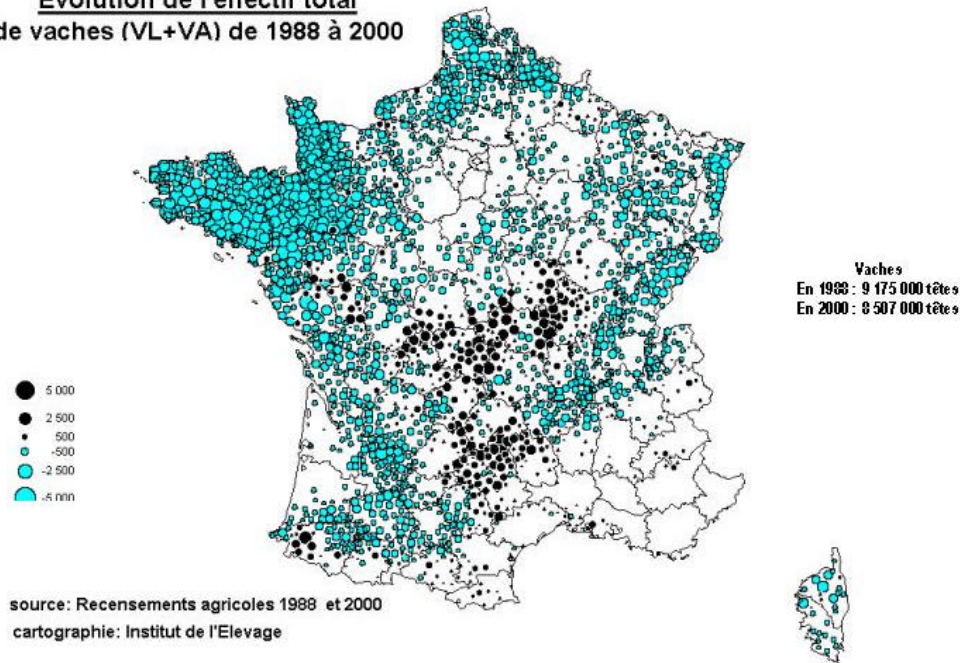 Evolution de l'effectif total
de vaches (VL+VA) de 1988 à 2000
Vaches
En 1988 : 9 175 000 têtes
En 2000 : 8 507 000 têtes
5 000
2 500
500
-500
-2 500
-5 000
source: Recensements agricoles 1988 et 2000
cartographie: Institut de l'Elevage